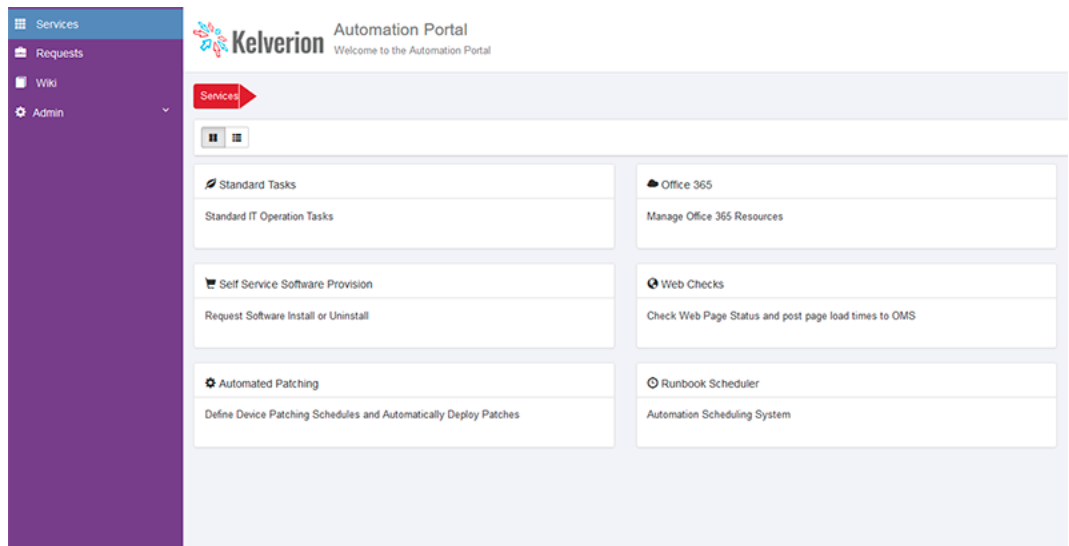 Services
Requests
Wiki
Admin
Kelverion
Automation Portal
Welcome to the Automation Portal
Services
Standard Tasks
Standard IT Operation Tasks
Office 365
Manage Office 365 Resources
Self Service Software Provision
Request Software Install or Uninstall
Web Checks
Check Web Page Status and post page load times to OMS
Automated Patching
Define Device Patching Schedules and Automatically Deploy Patches
Runbook Scheduler
Automation Scheduling System